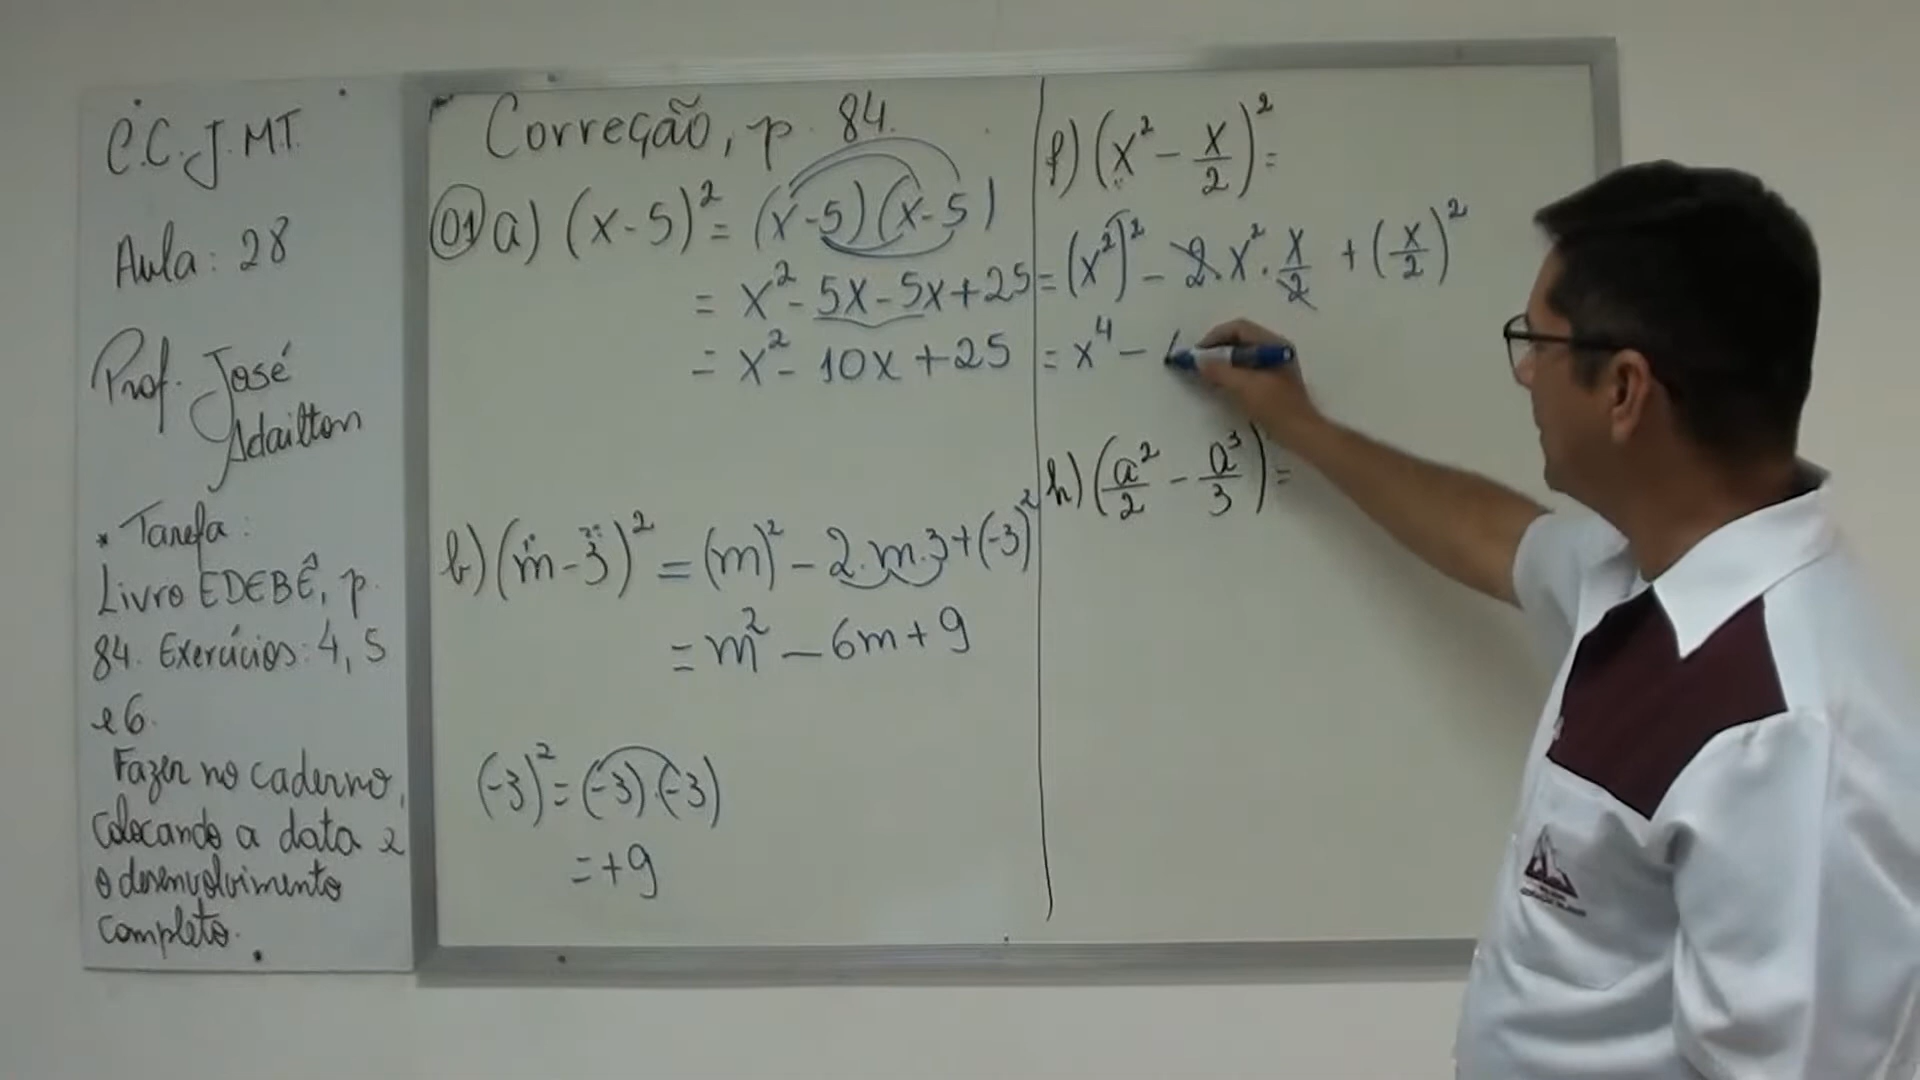 C.C.J.M.T.
Aula: 28
Prof. José
Adailton
* Tarefa:
Livro EDEBÊ, p.
84. Exercícios: 4, 5
e 6.
Fazer no caderno,
colocando a data e
o desenvolvimento
completo.
Correção, p. 84.
01 a) (x-5)² = (x-5)(x-5)
= x² - 5x - 5x + 25
= x² - 10x + 25
b) (m-3)² = (m)² - 2.m.3 + (-3)²
= m² - 6m + 9
(-3)² = (-3).(-3)
= +9
f) (x² - x/2)² =
= (x²)² - 2.x².x/2 + (x/2)²
= x⁴ -
h) (a²/2 - a³/3) =